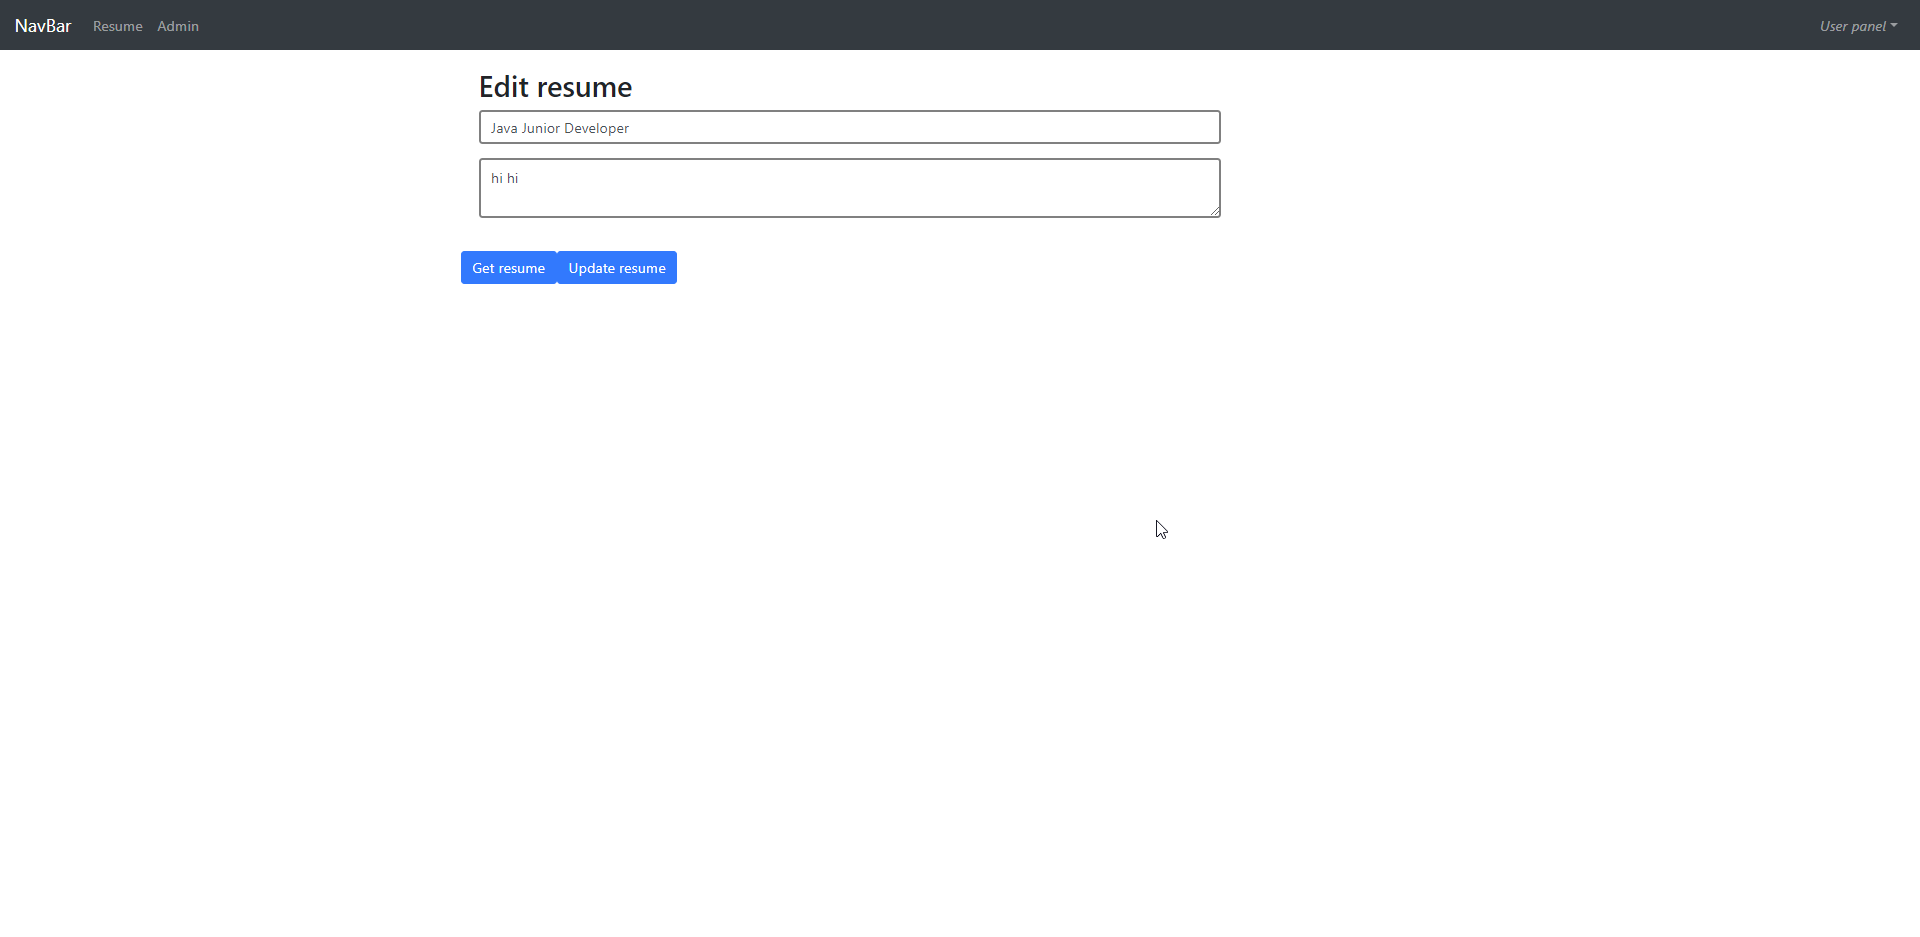 NavBar Resume Admin User panel
Edit resume
Java Junior Developer
hi hi
Get resume Update resume